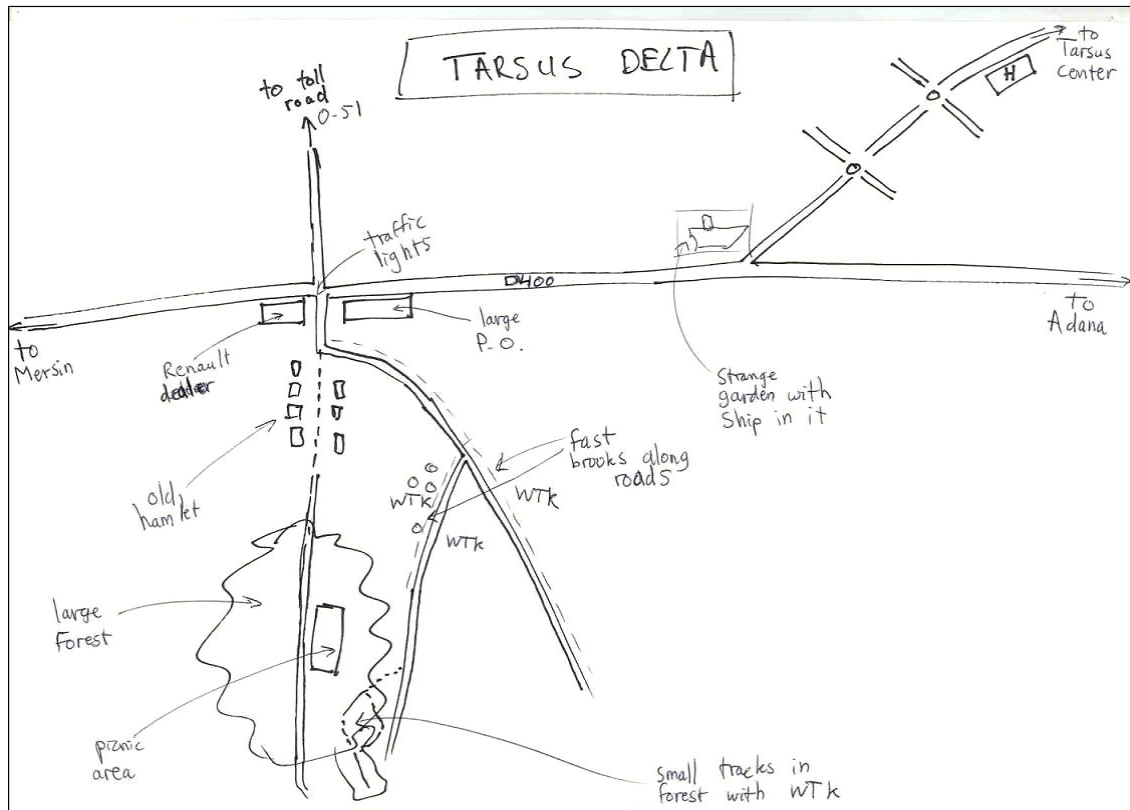 TARSUS DELTA
to toll
road
O-51
to
Tarsus
Center
H
traffic
lights
D400
to
Mersin
to
Adana
Renault
dealer
large
P.O.
Strange
garden with
Ship in it
fast
brooks along
roads
WTK
WTK
WTK
old
hamlet
large
forest
picnic
area
Small tracks in
forest with WTK